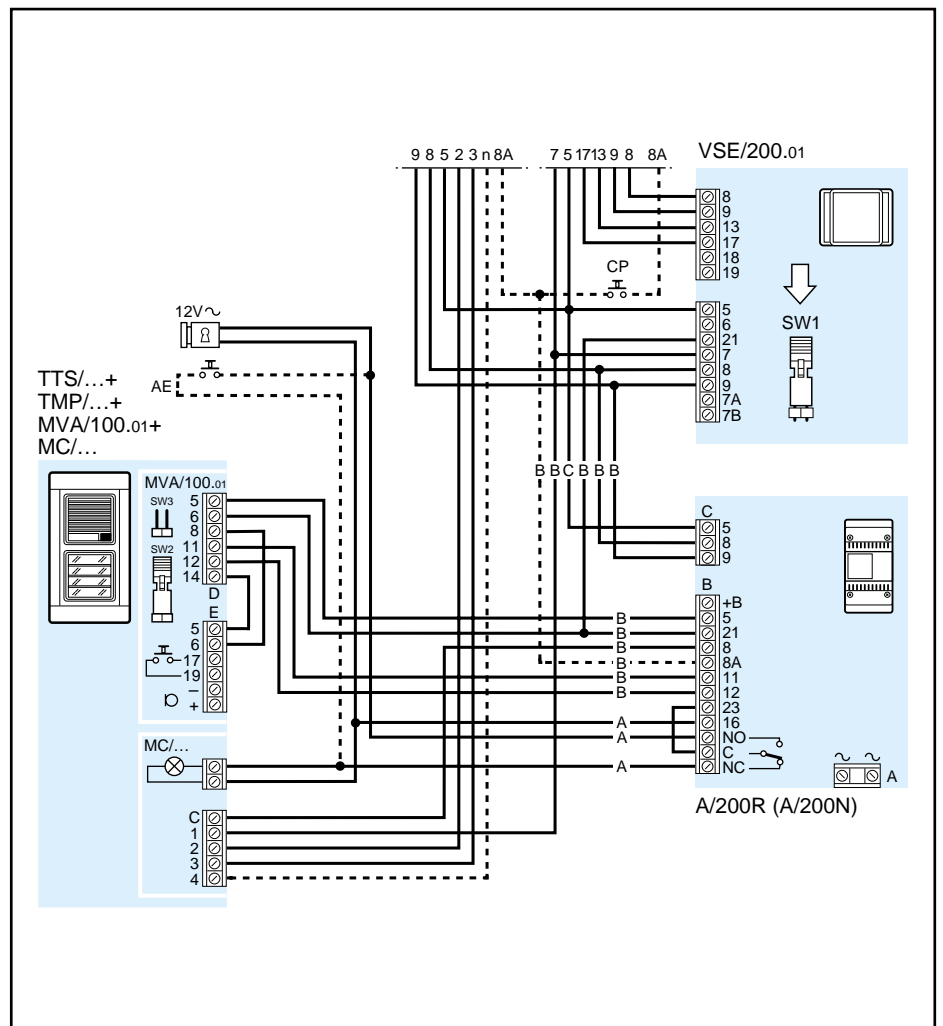 9 8 5 2 3 n 8A
7 5 17 13 9 8 8A
VSE/200.01
8
9
13
17
18
19
CP
5
6
21
7
8
9
7A
7B
SW1
12V~
AE
TTS/…+
TMP/…+
MVA/100.01+
MC/…
B B C B B B
MVA/100.01
SW3
SW2
5
6
8
11
12
14
D
E
5
6
17
19
–
+
C
5
8
9
B
+B
5
21
8
8A
11
12
23
16
NO
C
NC
B
B
B
B
B
B
A
A
A
~ ~
A
A/200R (A/200N)
MC/…
C
1
2
3
4